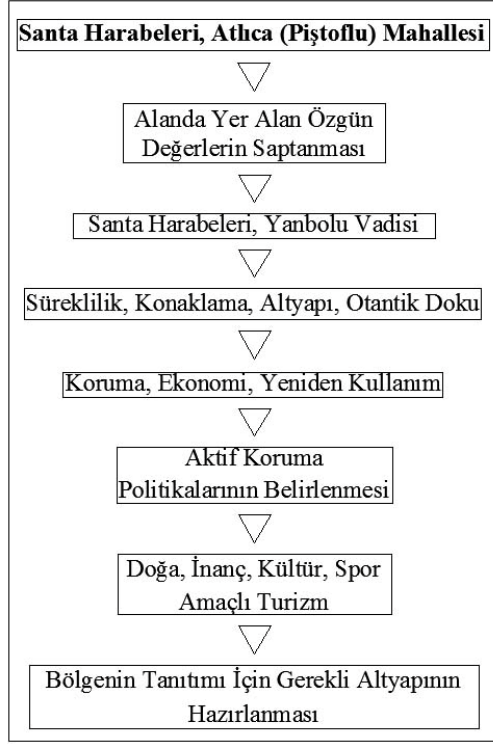 Santa Harabeleri, Atlıca (Piştoflu) Mahallesi
Alanda Yer Alan Özgün
Değerlerin Saptanması
Santa Harabeleri, Yanbolu Vadisi
Süreklilik, Konaklama, Altyapı, Otantik Doku
Koruma, Ekonomi, Yeniden Kullanım
Aktif Koruma
Politikalarının Belirlenmesi
Doğa, İnanç, Kültür, Spor
Amaçlı Turizm
Bölgenin Tanıtımı İçin Gerekli Altyapının
Hazırlanması